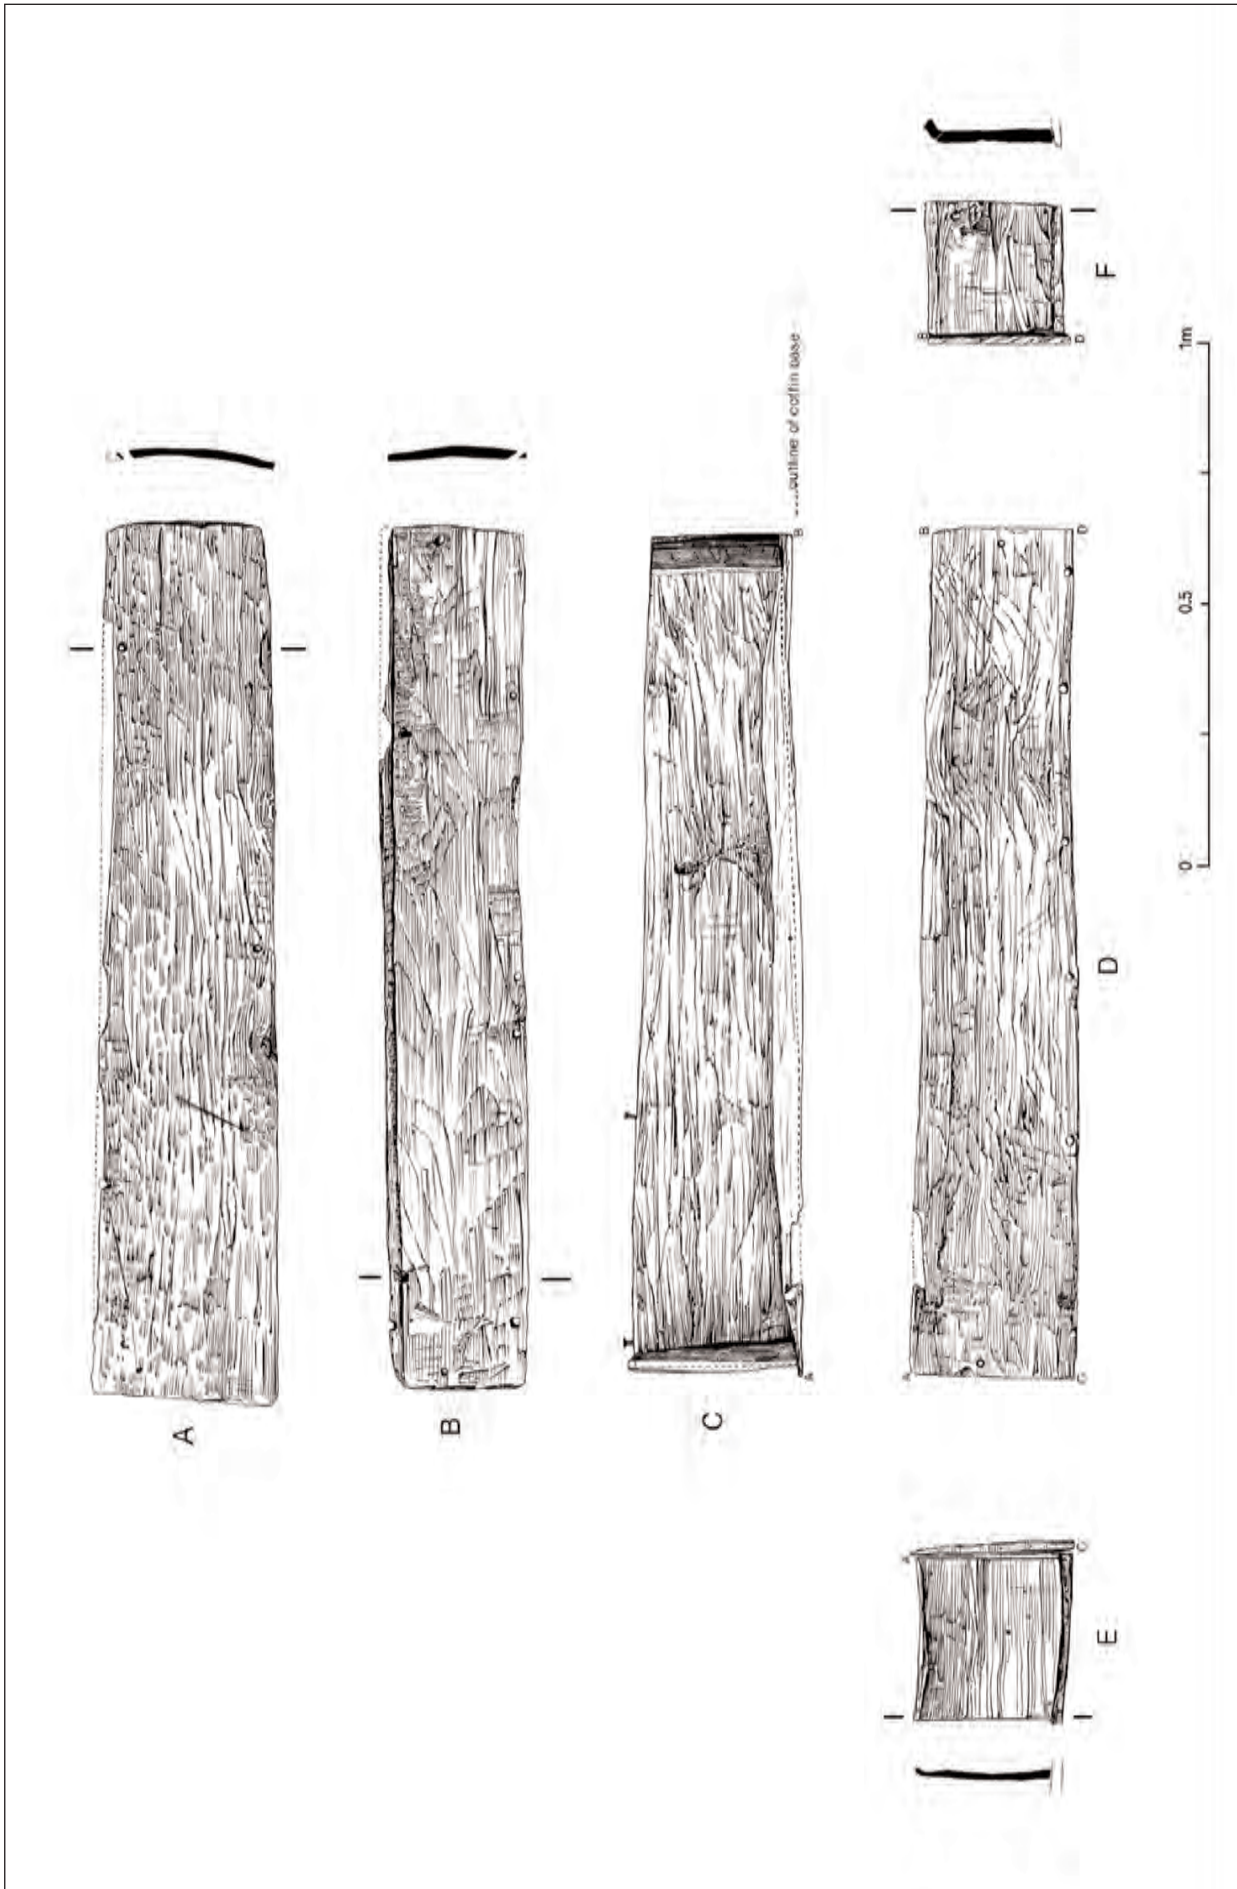 A
B
C
outline of coffin base
A B
A A B B
C C D D
E D F
0 0.5 1m